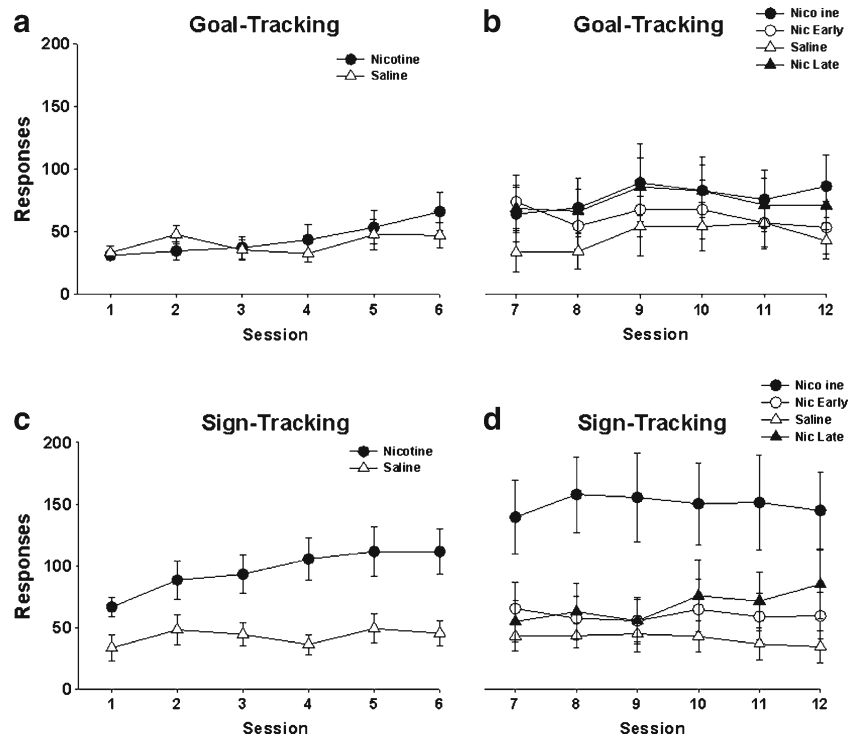 a
Goal-Tracking
Nicotine
Saline
200
150
100
50
0
Responses
1 2 3 4 5 6
Session
b
Goal-Tracking
Nico ine
Nic Early
Saline
Nic Late
7 8 9 10 11 12
Session
c
Sign-Tracking
Nicotine
Saline
200
150
100
50
0
Responses
1 2 3 4 5 6
Session
d
Sign-Tracking
Nico ine
Nic Early
Saline
Nic Late
7 8 9 10 11 12
Session